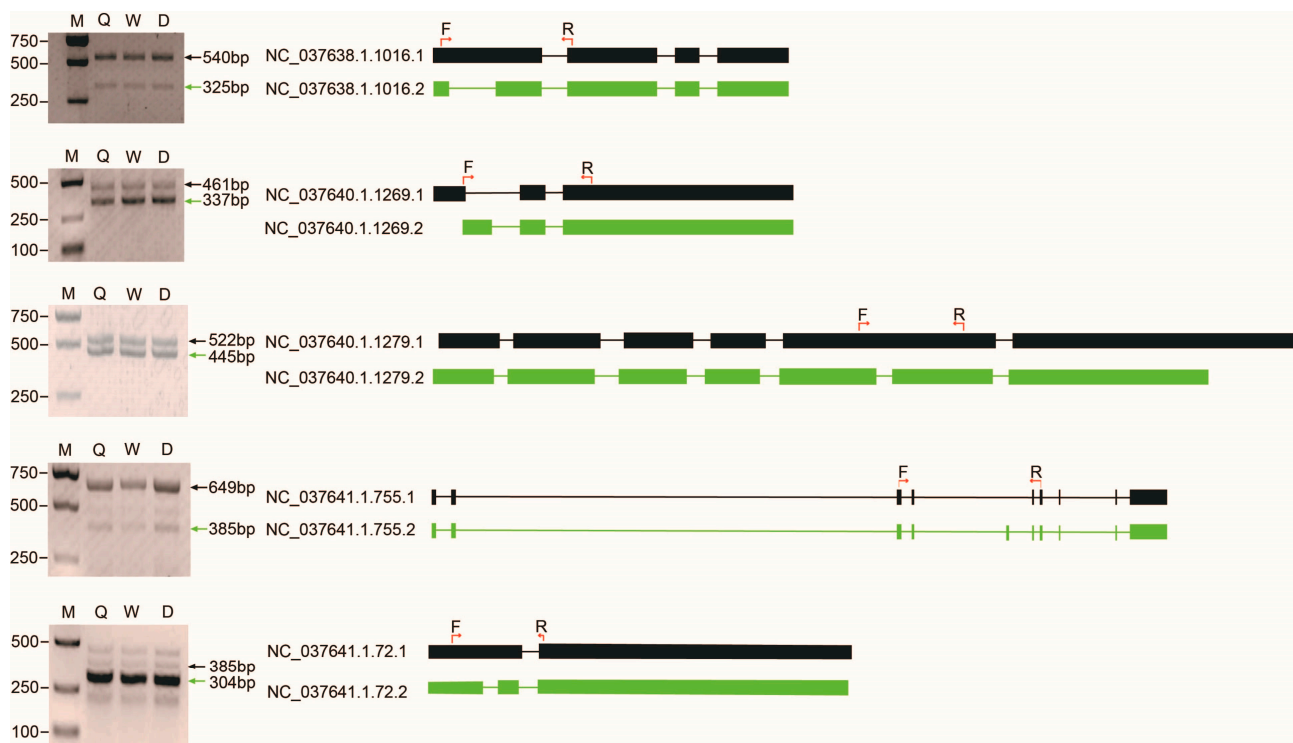 M Q W D
F R
750
540bp NC_037638.1.1016.1
500
325bp NC_037638.1.1016.2
250
M Q W D
F R
500
461bp NC_037640.1.1269.1
337bp
250
NC_037640.1.1269.2
100
M Q W D
F R
750
522bp NC_037640.1.1279.1
500
445bp
NC_037640.1.1279.2
250
M Q W D
F R
750
649bp NC_037641.1.755.1
500
385bp NC_037641.1.755.2
250
M Q W D
F R
500
NC_037641.1.72.1
385bp
304bp
250
NC_037641.1.72.2
100